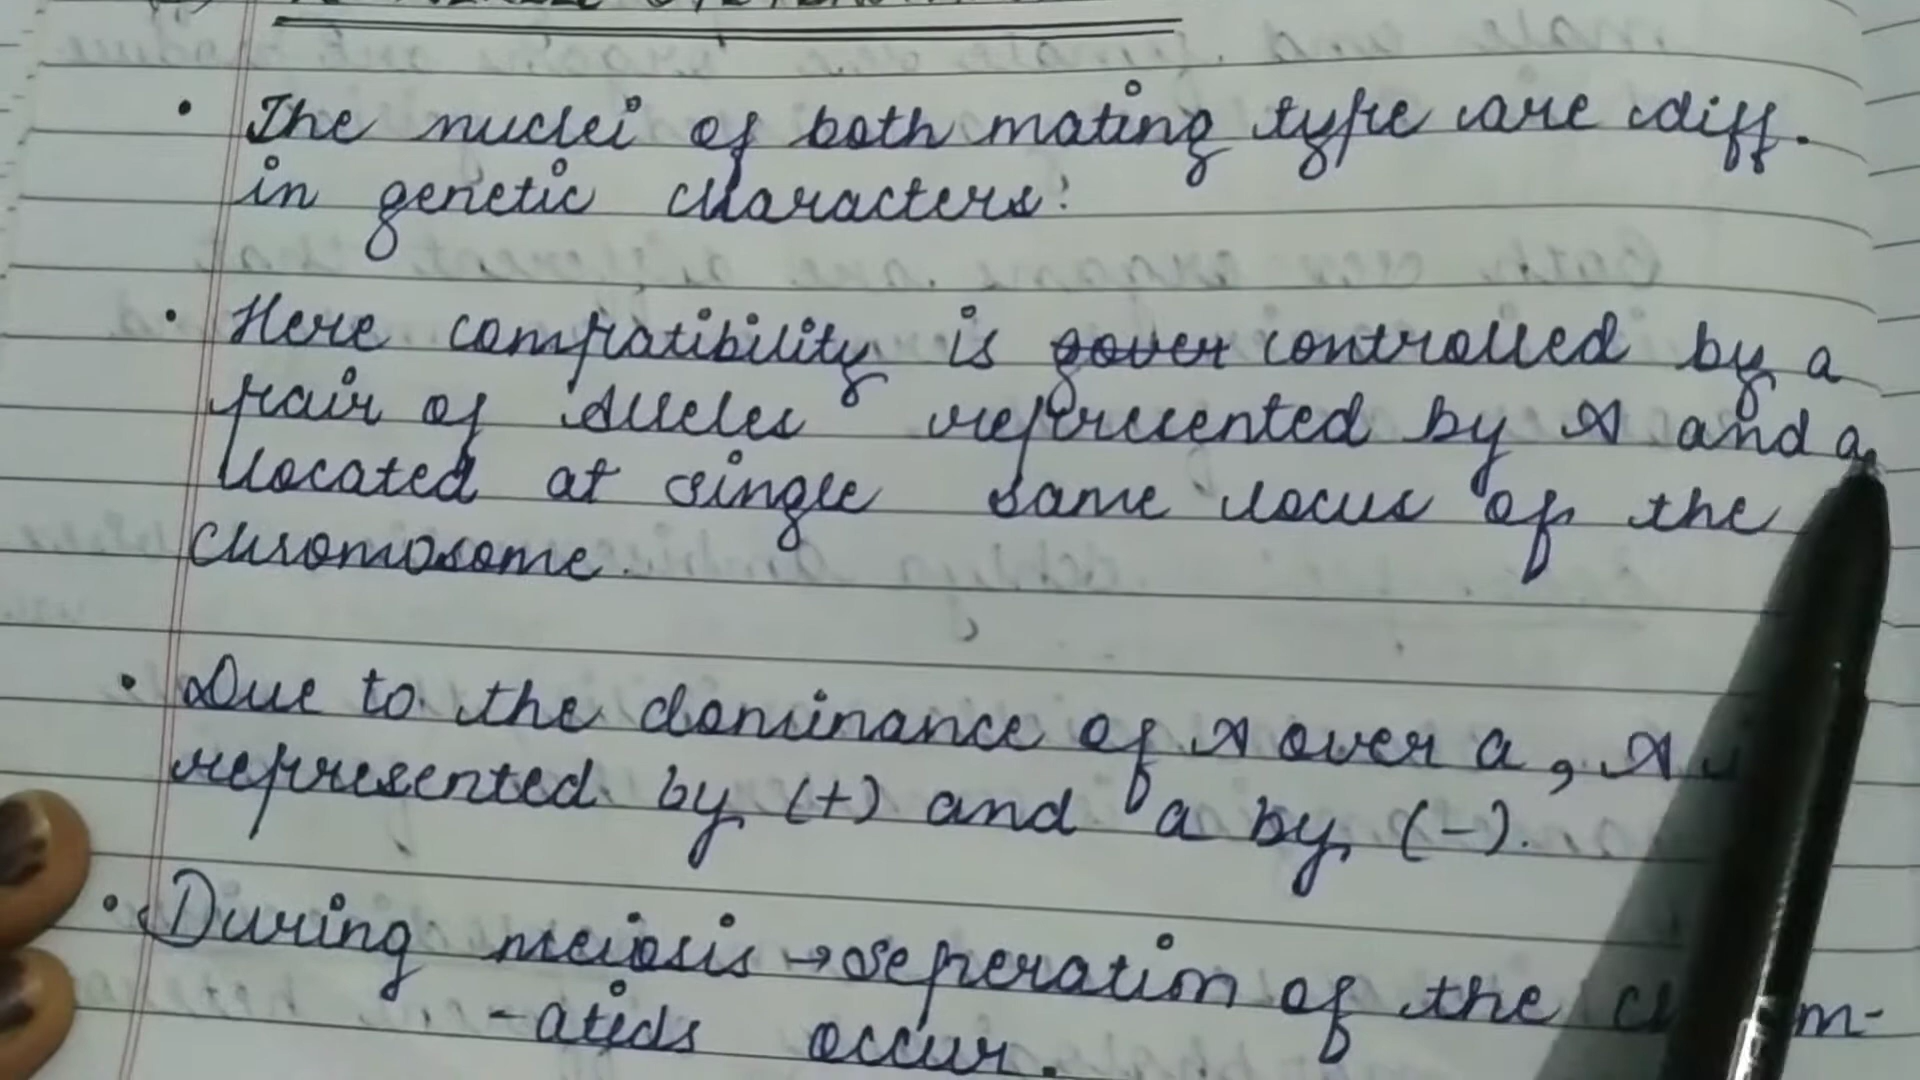 The nuclei of both mating type are diff.
in genetic characters.
Here compatibility is gover controlled by a
pair of alleles represented by A and a
located at single same locus of the
chromosome.
Due to the dominance of A over a, A
represented by (+) and a by (-).
During meiosis → seperation of the
-atids occur.